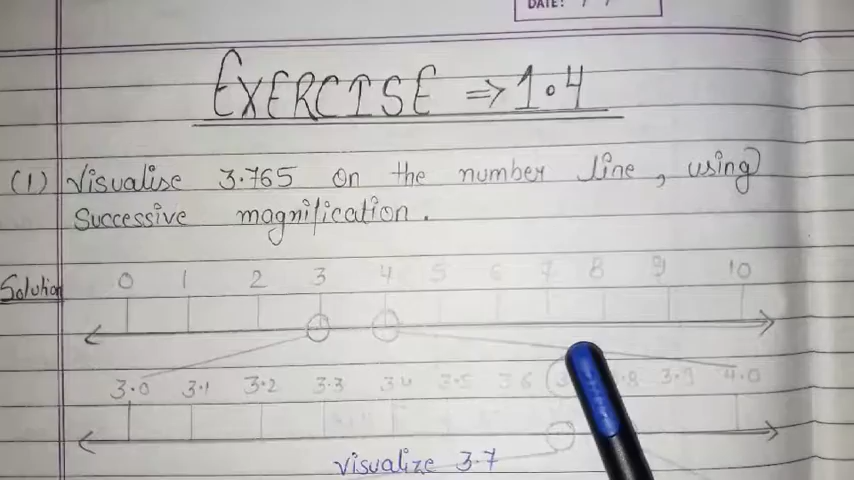 DATE: / /
EXERCISE ⇒ 1.4
(1) Visualise 3.765 on the number line, using
Successive magnification.
Solution 0 1 2 3 4 5 6 7 8 9 10
3.0 3.1 3.2 3.3 3.4 3.5 3.6 3.9 4.0
Visualize 3.7